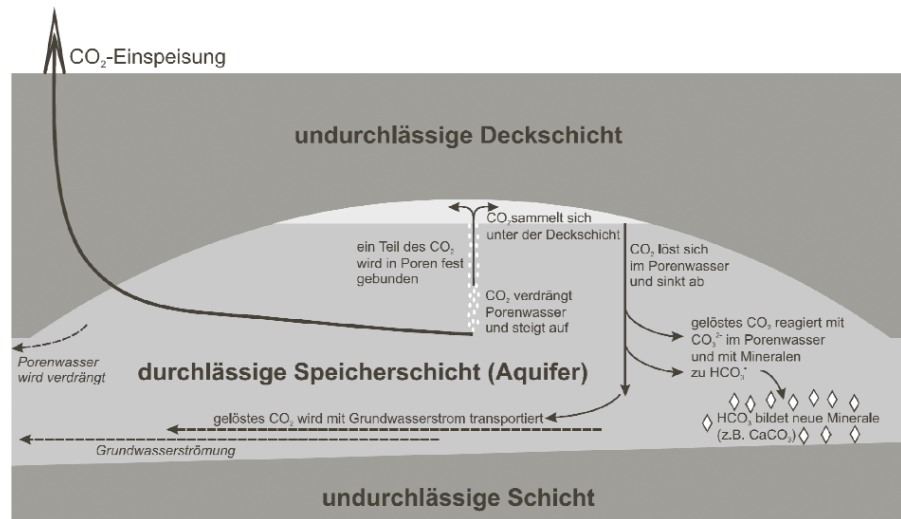 CO₂-Einspeisung
undurchlässige Deckschicht
CO₂sammelt sich
unter der Deckschicht
ein Teil des CO₂
wird in Poren fest
gebunden
CO₂ löst sich
im Porenwasser
und sinkt ab
CO₂ verdrängt
Porenwasser
und steigt auf
gelöstes CO₂ reagiert mit
CO₃²⁻ im Porenwasser
und mit Mineralen
zu HCO₃⁻
Porenwasser
wird verdrängt
durchlässige Speicherschicht (Aquifer)
gelöstes CO₂ wird mit Grundwasserstrom transportiert
HCO₃⁻ bildet neue Minerale
(z.B. CaCO₃)
Grundwasserströmung
undurchlässige Schicht